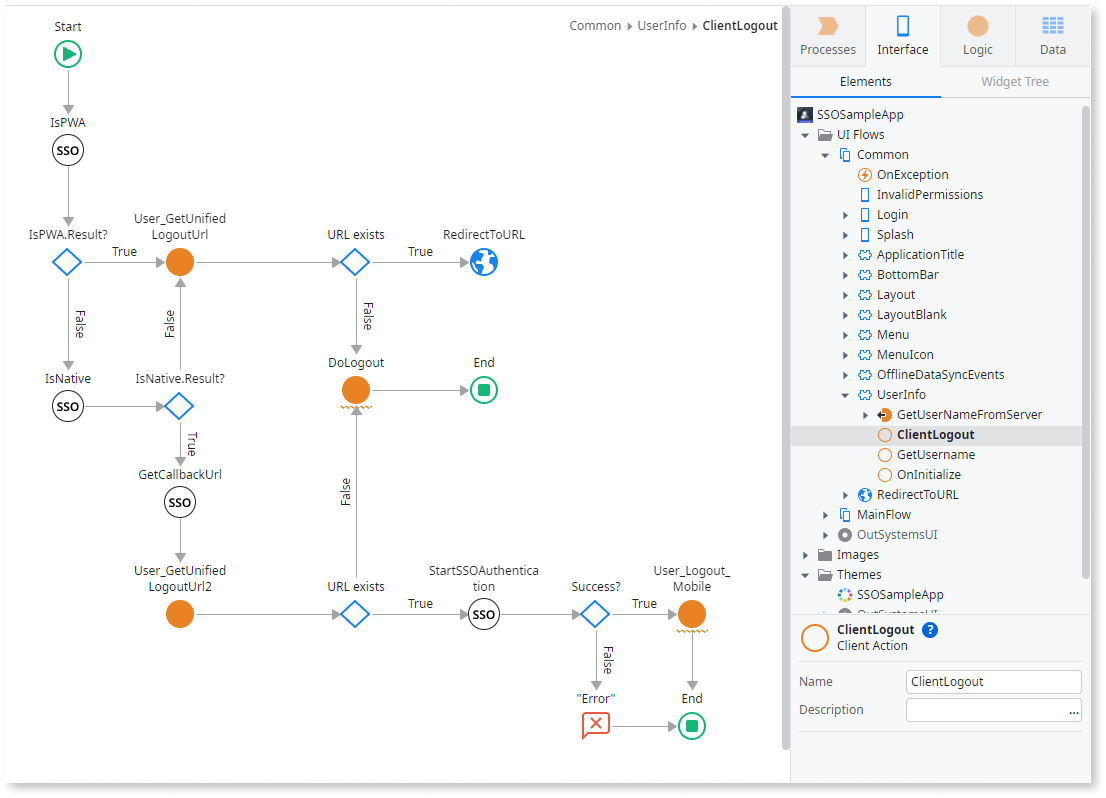 Start
Common ▸ UserInfo ▸ ClientLogout
IsPWA
SSO
IsPWA.Result?
True
User_GetUnified
LogoutUrl
URL exists
True
RedirectToURL
False
False
False
IsNative
SSO
IsNative.Result?
DoLogout
End
True
GetCallbackUrl
SSO
False
User_GetUnified
LogoutUrl2
URL exists
True
StartSSOAuthentica
tion
SSO
Success?
True
User_Logout_
Mobile
False
"Error"
End
Processes
Interface
Logic
Data
Elements
Widget Tree
SSOSampleApp
UI Flows
Common
OnException
InvalidPermissions
Login
Splash
ApplicationTitle
BottomBar
Layout
LayoutBlank
Menu
MenuIcon
OfflineDataSyncEvents
UserInfo
GetUserNameFromServer
ClientLogout
GetUsername
OnInitialize
RedirectToURL
MainFlow
OutSystemsUI
Images
Themes
SSOSampleApp
OutSystemsUI
ClientLogout ?
Client Action
Name
ClientLogout
Description
...